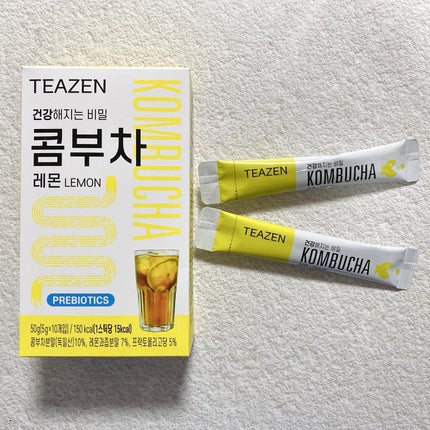 TEAZEN
건강해지는 비밀
콤부차
레몬 LEMON
KOMBUCHA
PREBIOTICS
50g(5g×10개입) / 150 kcal(1스틱당 15kcal)
콤부차분말(독일산)10%, 레몬과즙분말 7%, 프락토올리고당 5%
TEAZEN
건강해지는 비밀
KOMBUCHA
TEAZEN
건강해지는 비밀
KOMBUCHA